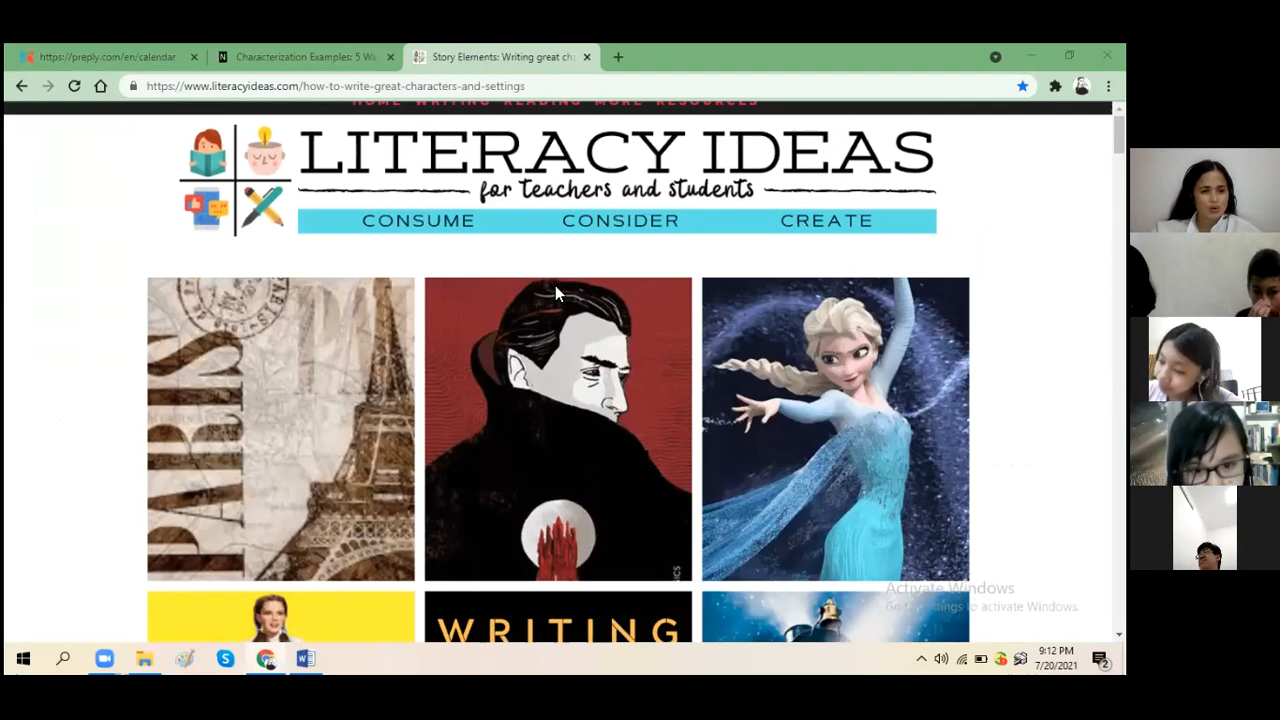 https://preply.com/en/calendar
Characterization Examples: 5 Wa
Story Elements: Writing great cha
https://www.literacyideas.com/how-to-write-great-characters-and-settings
HOME WRITING READING MORE RESOURCES
LITERACY IDEAS
for teachers and students
CONSUME CONSIDER CREATE
PARIS
WRITING
Activate Windows
Go to Settings to activate Windows.
9:12 PM
7/20/2021
2